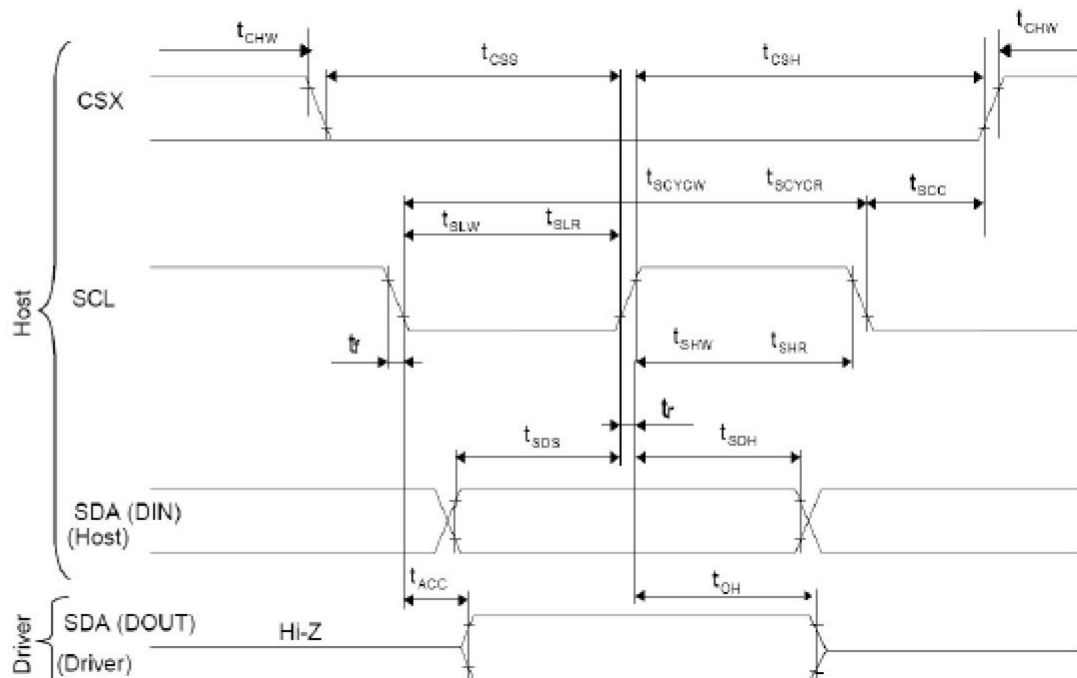 tCHW
tCHW
tCSS
tCSH
CSX
tSCYCW tSCYCR tSCC
tSLW tSLR
SCL
Host
tSHW tSHR
tr
tr
tSDS
tSDH
SDA (DIN)
(Host)
tACC
tOH
SDA (DOUT)
Hi-Z
(Driver)
Driver